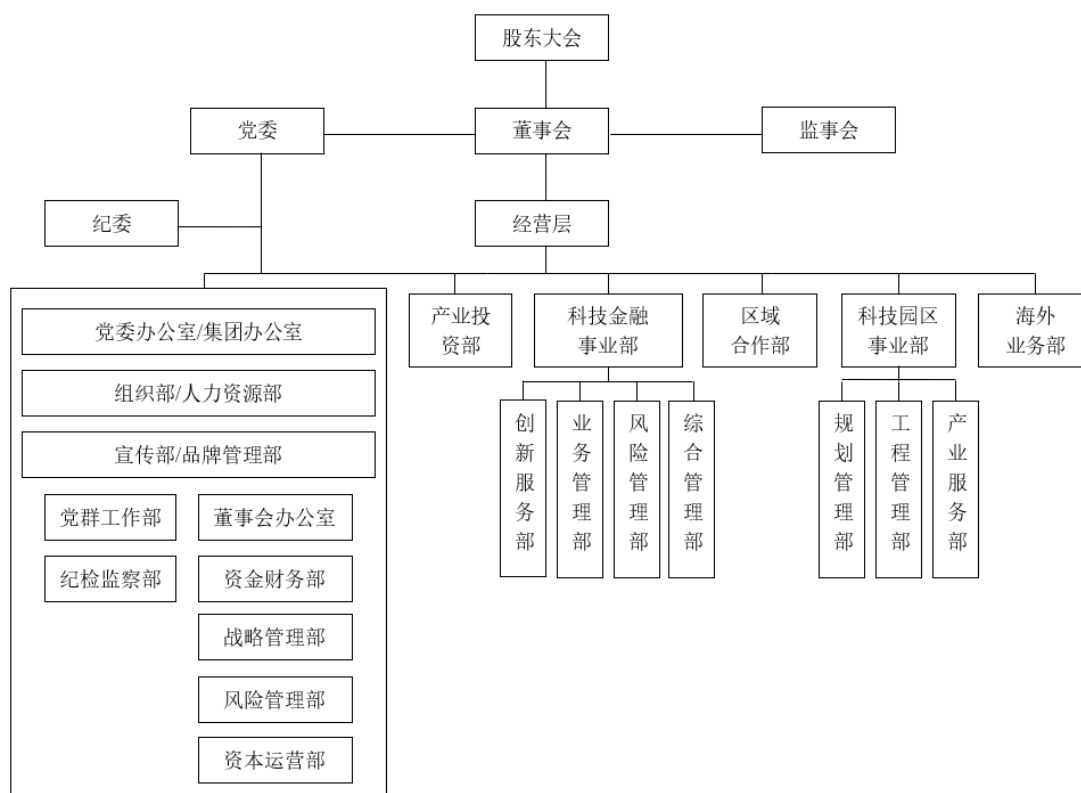 股东大会
党委
董事会
监事会
纪委
经营层
党委办公室/集团办公室
组织部/人力资源部
宣传部/品牌管理部
党群工作部
董事会办公室
纪检监察部
资金财务部
战略管理部
风险管理部
资本运营部
产业投
资部
科技金融
事业部
区域
合作部
科技园区
事业部
海外
业务部
创新服务部
业务管理部
风险管理部
综合管理部
规划管理部
工程管理部
产业服务部